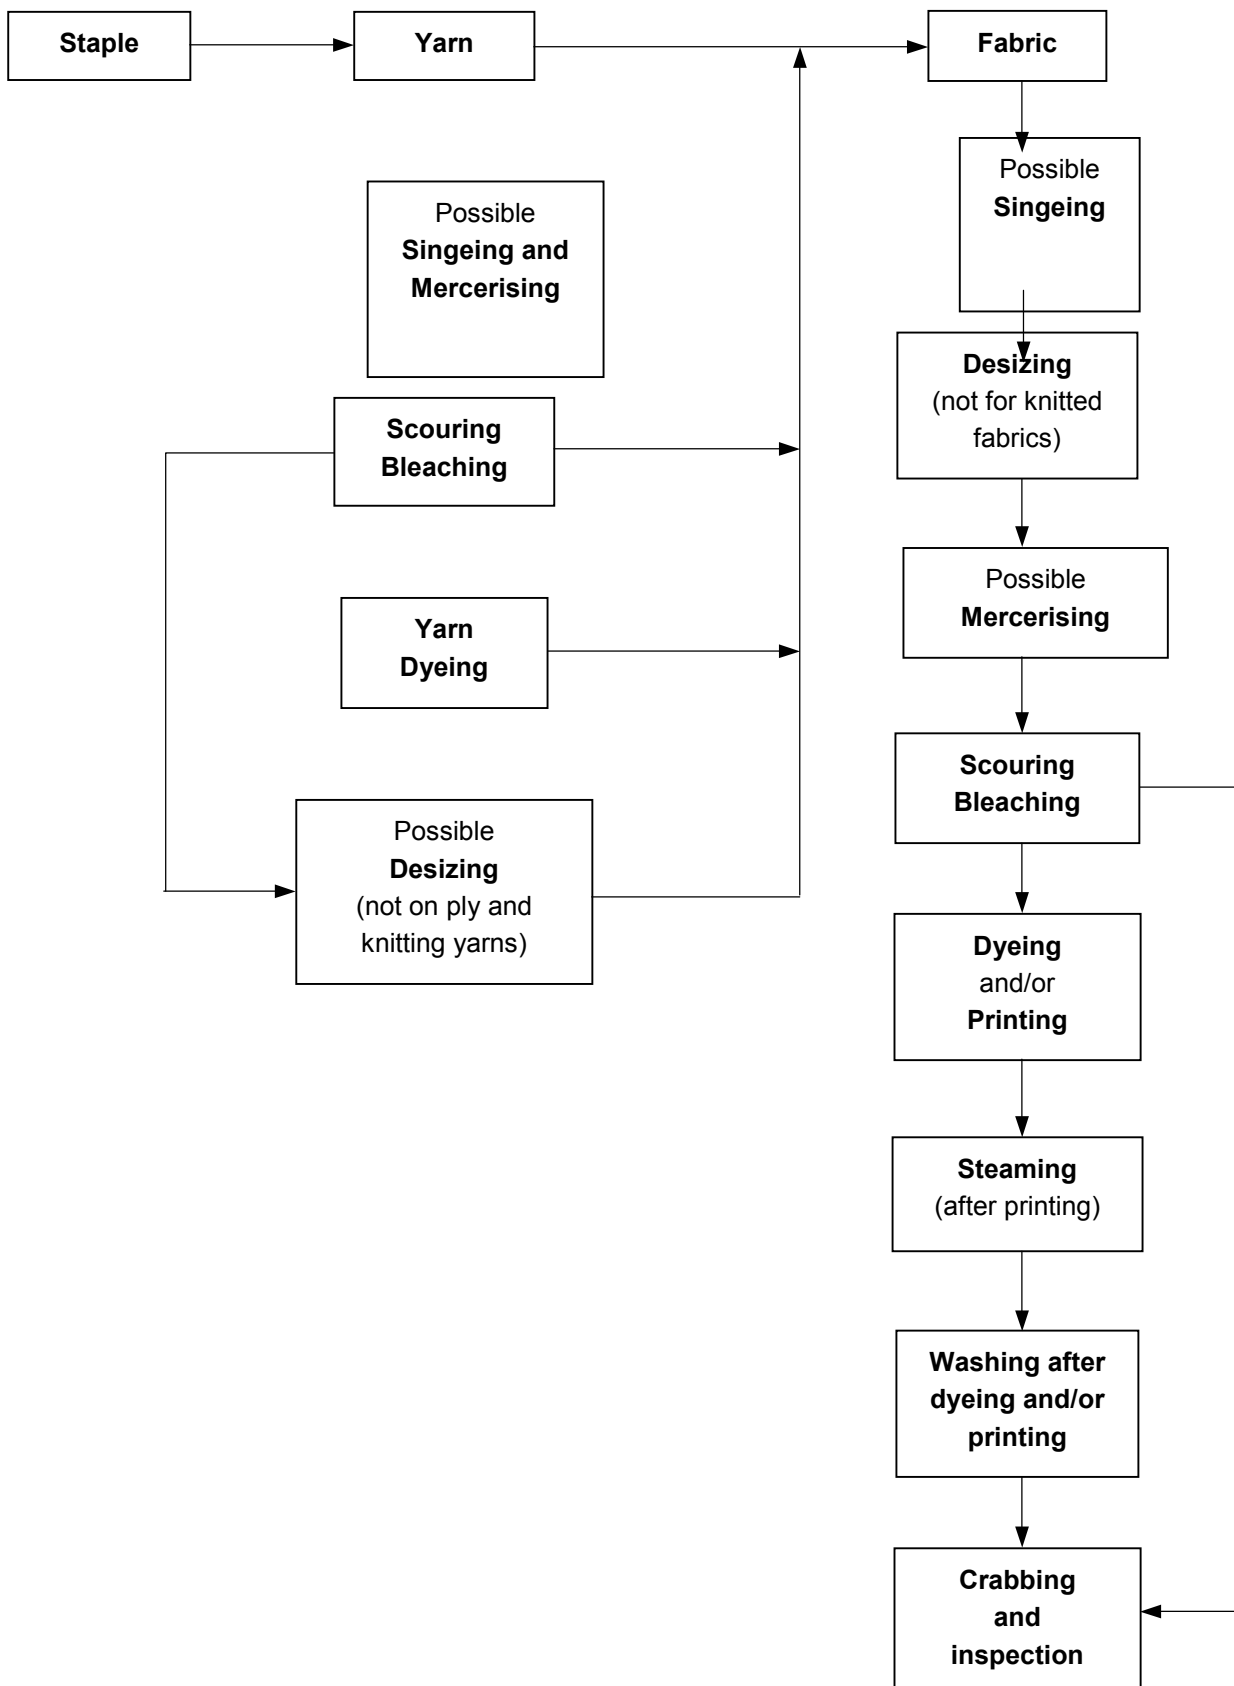 Staple
Yarn
Fabric
Possible
Singeing and
Mercerising
Scouring
Bleaching
Yarn
Dyeing
Possible
Desizing
(not on ply and
knitting yarns)
Possible
Singeing
Desizing
(not for knitted
fabrics)
Possible
Mercerising
Scouring
Bleaching
Dyeing
and/or
Printing
Steaming
(after printing)
Washing after
dyeing and/or
printing
Crabbing
and
inspection